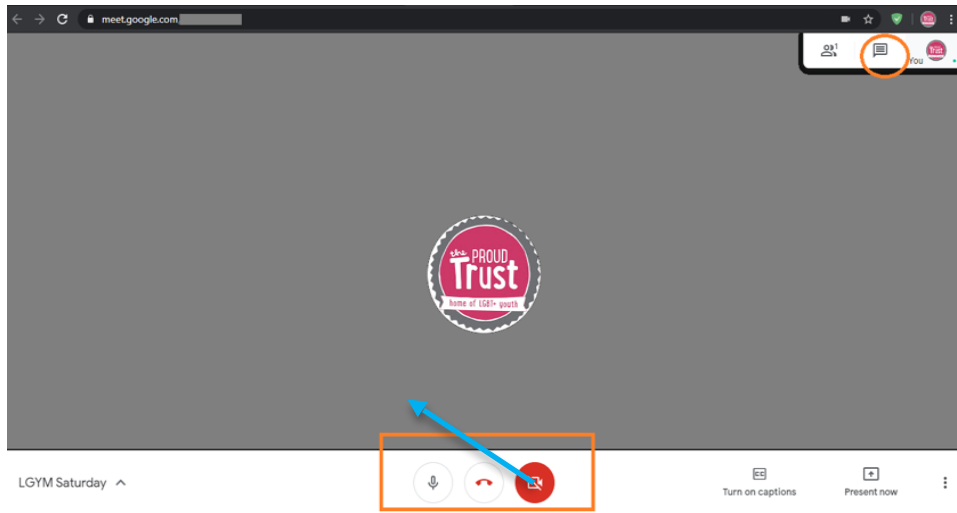 meet.google.com
1
You
the PROUD
Trust
home of LGBT+ youth
LGYM Saturday
CC
Turn on captions
Present now